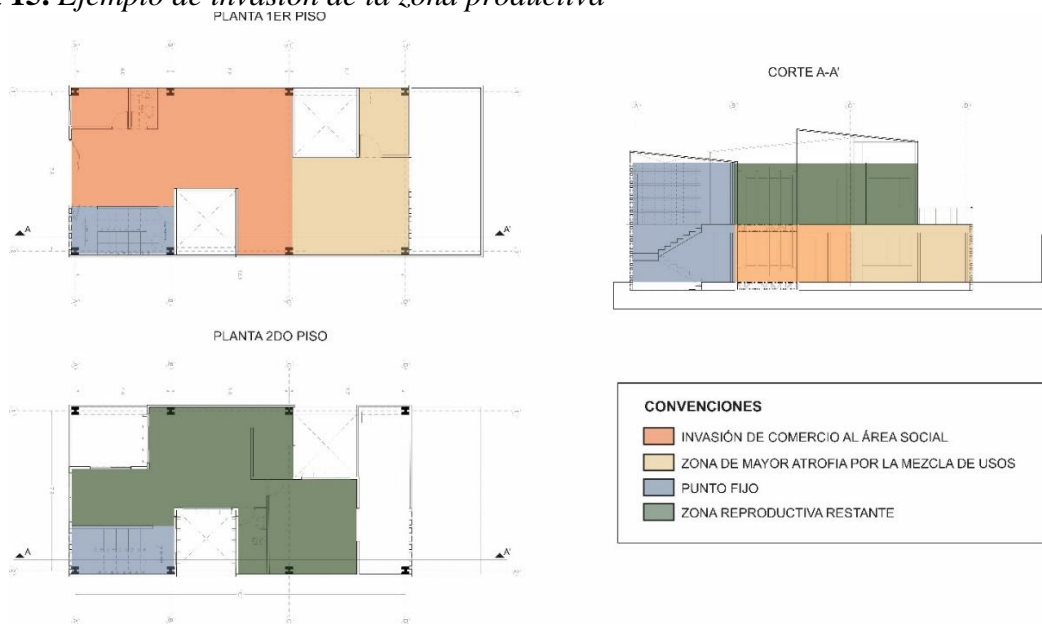 15. Ejemplo de invasión de la zona productiva
PLANTA 1ER PISO
A A'
CORTE A-A'
PLANTA 2DO PISO
A A'
CONVENCIONES
INVASIÓN DE COMERCIO AL ÁREA SOCIAL
ZONA DE MAYOR ATROFIA POR LA MEZCLA DE USOS
PUNTO FIJO
ZONA REPRODUCTIVA RESTANTE